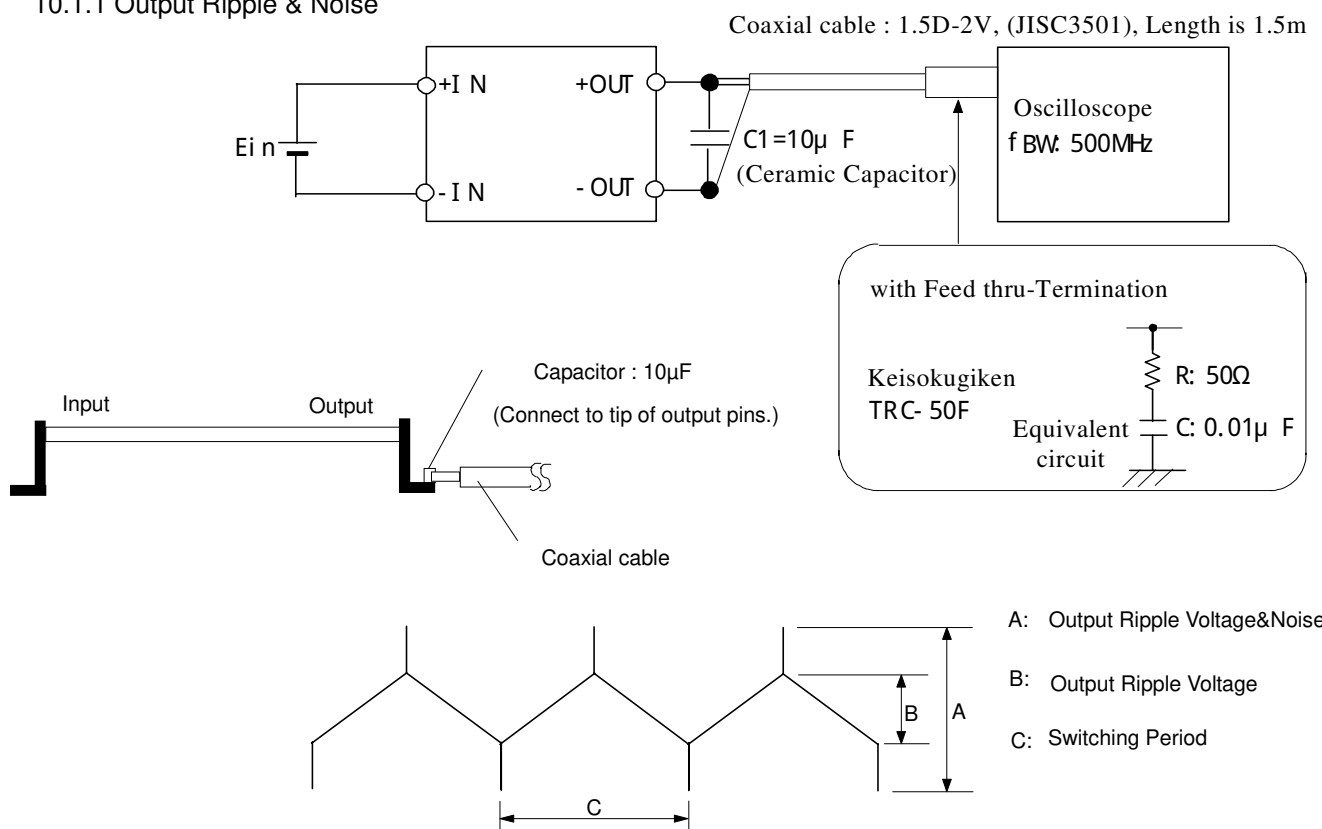 10.1.1 Output Ripple & Noise
Coaxial cable : 1.5D-2V, (JISC3501), Length is 1.5m
+IN
+OUT
Oscilloscope
fBW: 500MHz
Ein
C1=10μF
(Ceramic Capacitor)
-IN
-OUT
with Feed thru-Termination
Keisokugiken
TRC-50F
R: 50Ω
Equivalent
circuit
C: 0.01μF
Capacitor : 10μF
(Connect to tip of output pins.)
Input
Output
Coaxial cable
A: Output Ripple Voltage&Noise
B: Output Ripple Voltage
C: Switching Period
B
A
C